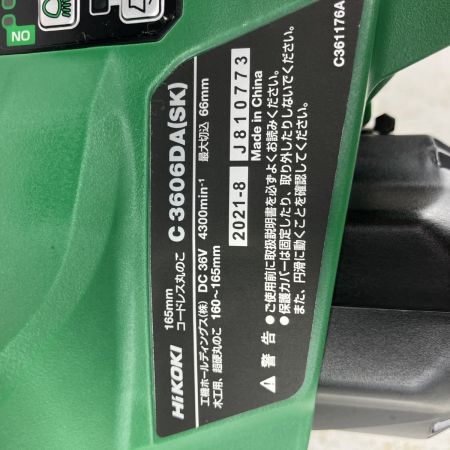 HiKOKI 165mm コードレス丸のこ C 3606DA(SK)
工機ホールディングス(株) DC 36V 4300min⁻¹ 最大切込 66mm
木工用、超硬丸のこ 160～165mm
2021-8 J810773
Made in China
警告
●ご使用前に取扱説明書を必ずよくお読みください。
●保護カバーは固定したり、取り外したりしないでください。
また、円滑に動くことを確認してください。
C361176A
NO